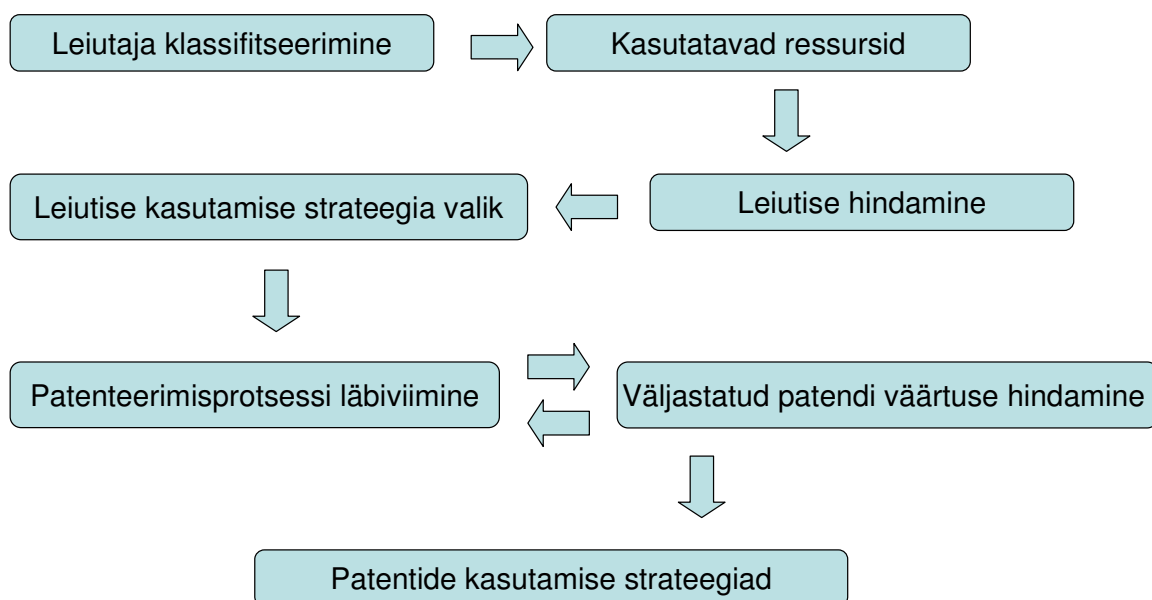 Leiutaja klassifitseerimine
Kasutatavad ressursid
Leiutise hindamine
Leiutise kasutamise strateegia valik
Patenteerimisprotsessi läbiviimine
Väljastatud patendi väärtuse hindamine
Patentide kasutamise strateegiad